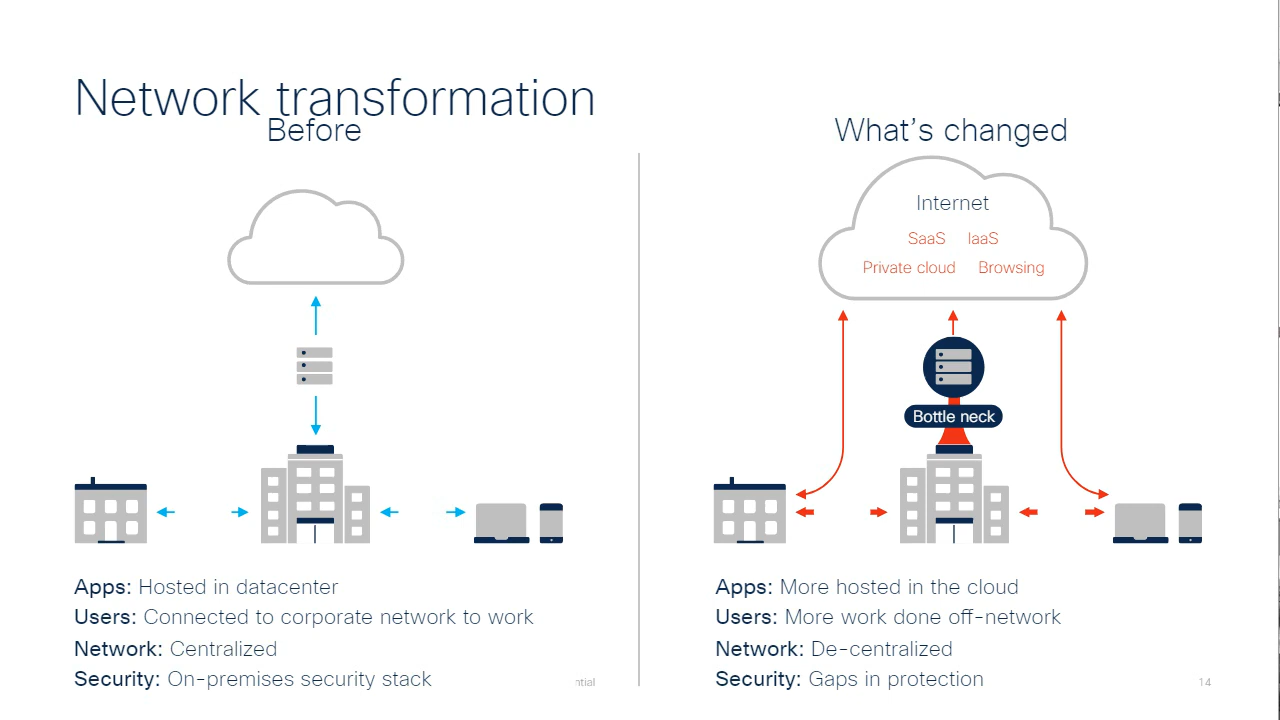 Network transformation
Before
Apps: Hosted in datacenter
Users: Connected to corporate network to work
Network: Centralized
Security: On-premises security stack
ntial
What's changed
Internet
SaaS IaaS
Private cloud Browsing
Bottle neck
Apps: More hosted in the cloud
Users: More work done off-network
Network: De-centralized
Security: Gaps in protection
14